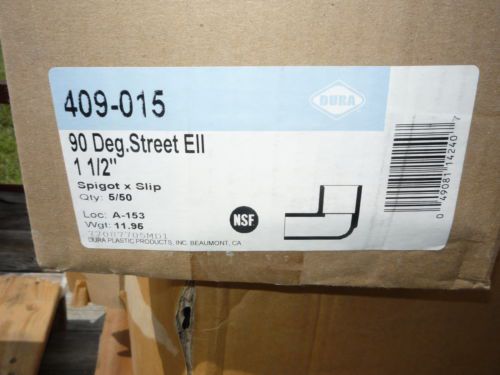 409-015
DURA
90 Deg.Street Ell
1 1/2"
Spigot x Slip
Qty: 5/50
Loc: A-153
Wgt: 11.96
DURA PLASTIC PRODUCTS, INC. BEAUMONT, CA
NSF
0 49081 14240 7